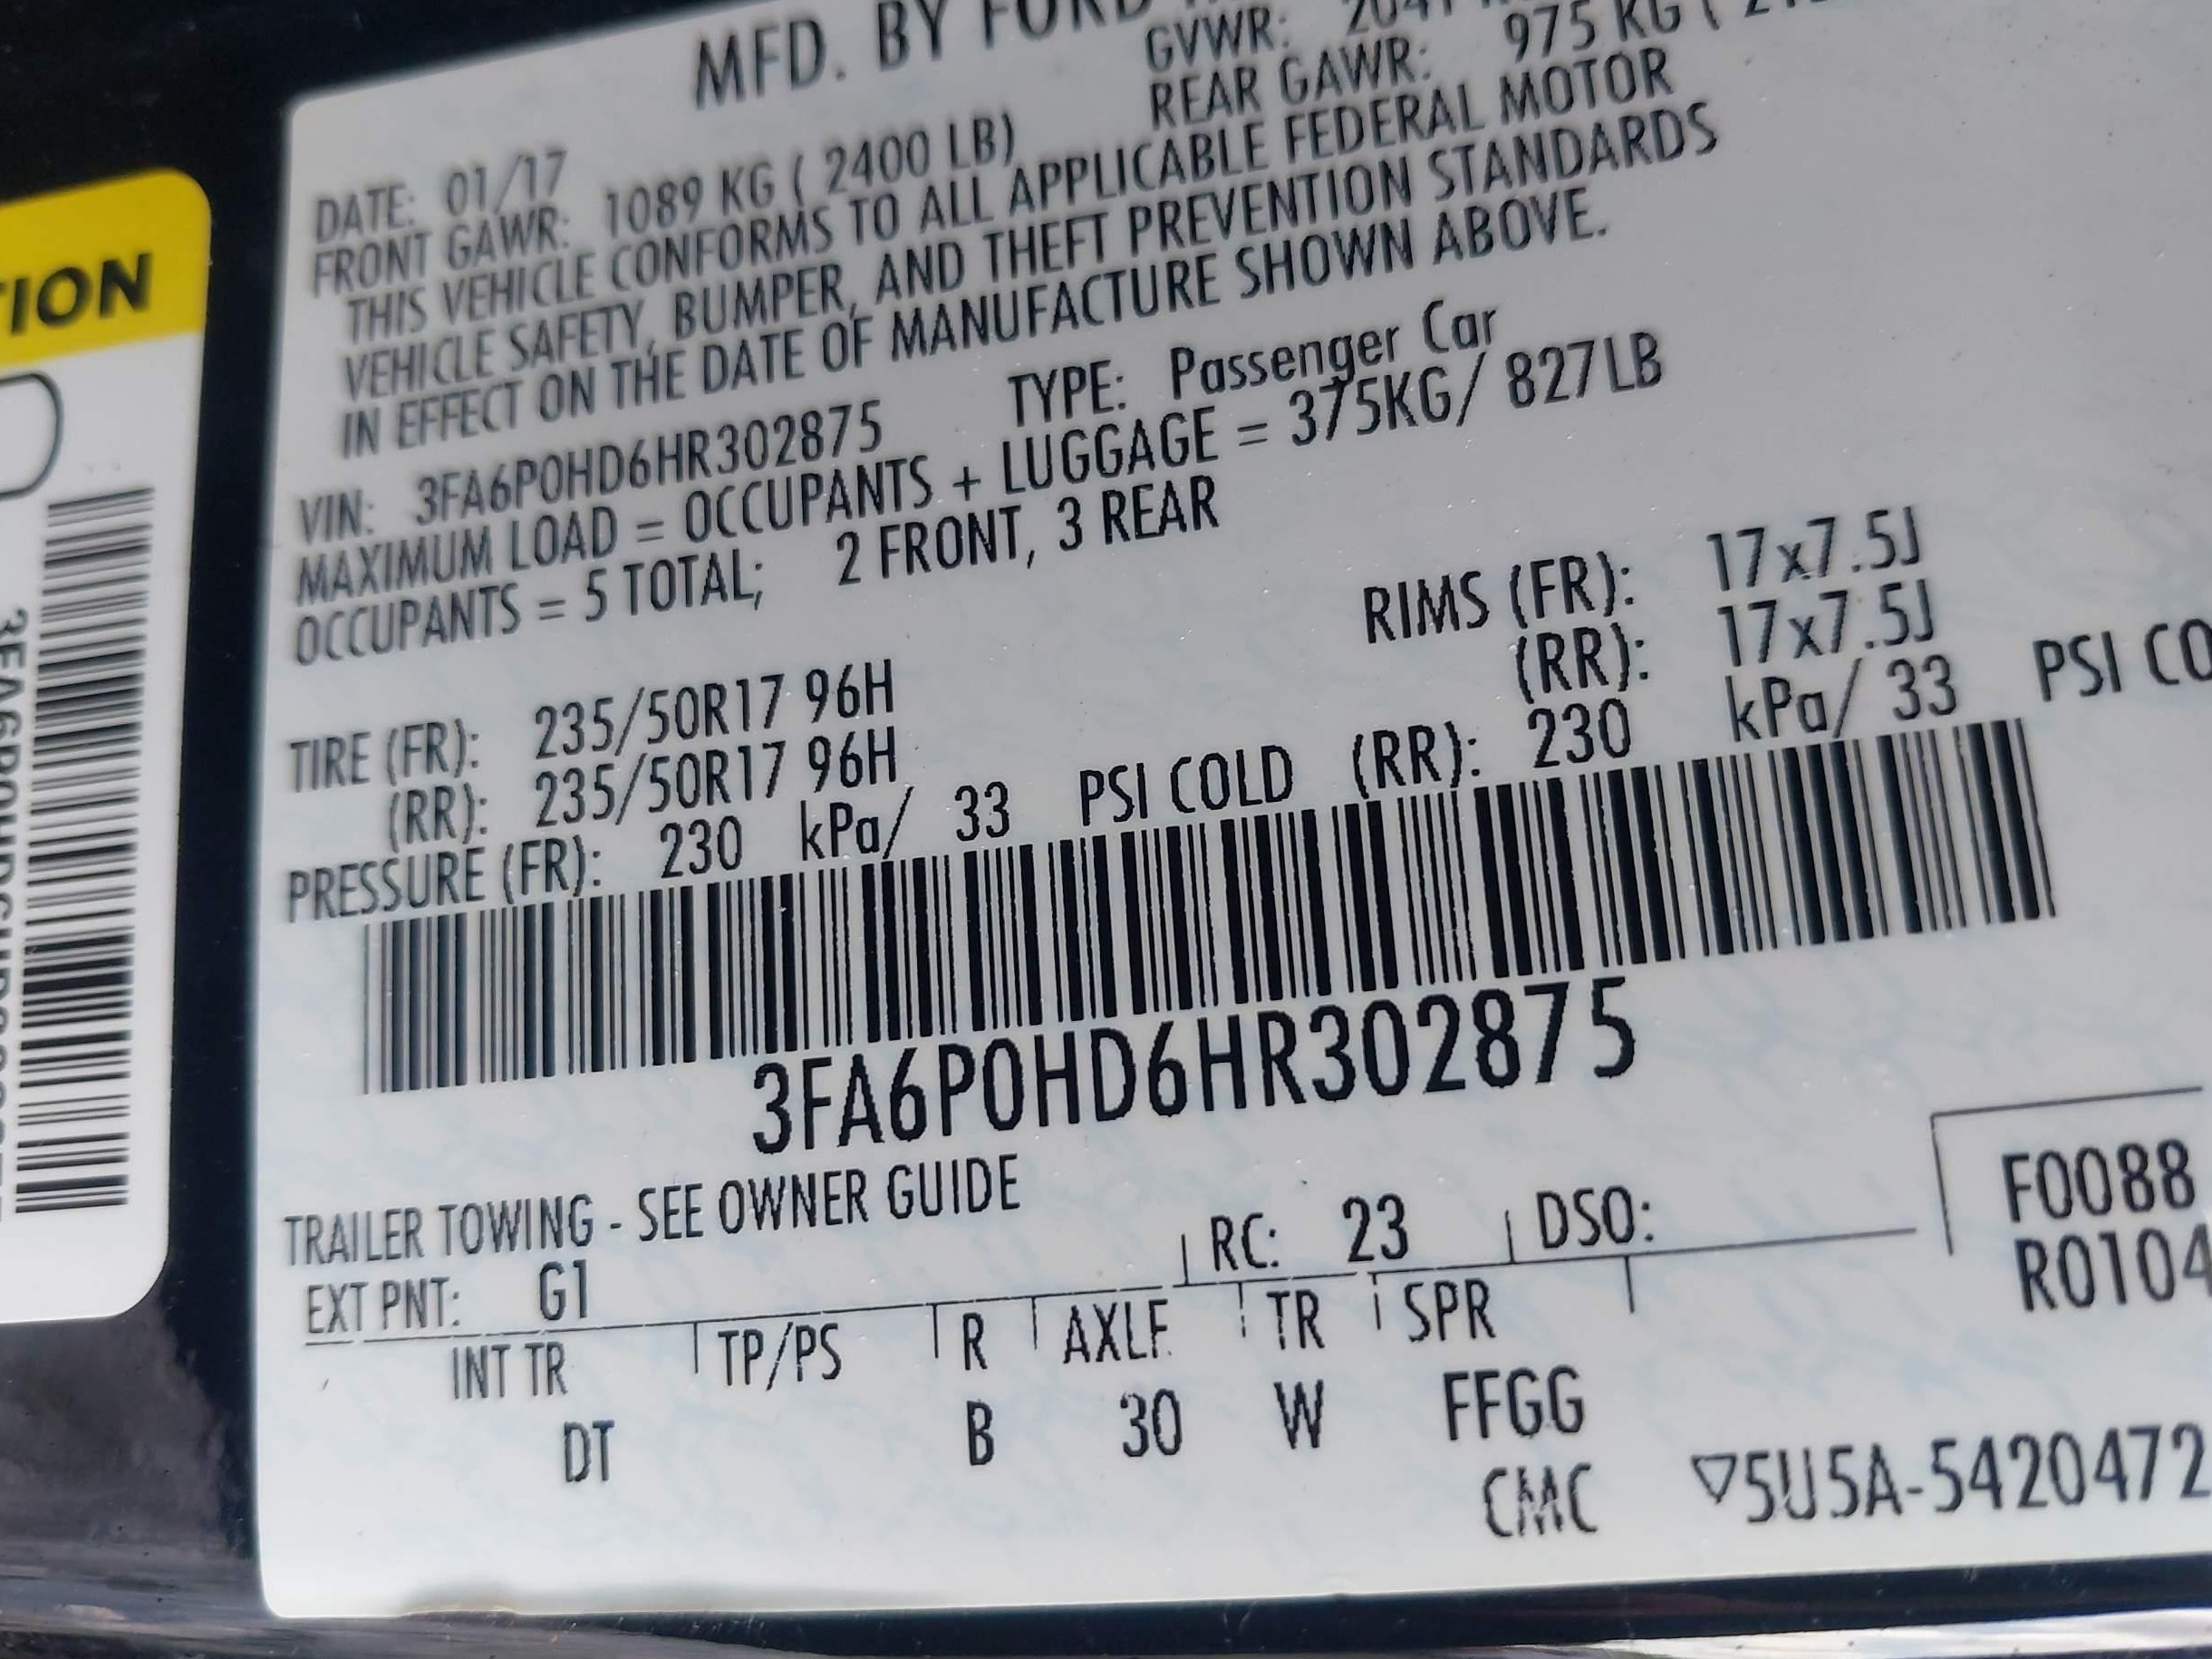 MFD. BY FORD
GVWR:
DATE: 01/17
REAR GAWR: 975 KG (
FRONT GAWR: 1089 KG ( 2400 LB)
THIS VEHICLE CONFORMS TO ALL APPLICABLE FEDERAL MOTOR
VEHICLE SAFETY, BUMPER, AND THEFT PREVENTION STANDARDS
IN EFFECT ON THE DATE OF MANUFACTURE SHOWN ABOVE.
VIN: 3FA6P0HD6HR302875 TYPE: Passenger Car
MAXIMUM LOAD = OCCUPANTS + LUGGAGE = 375KG/ 827LB
OCCUPANTS = 5 TOTAL; 2 FRONT, 3 REAR
TIRE (FR): 235/50R17 96H RIMS (FR): 17x7.5J
(RR): 235/50R17 96H (RR): 17x7.5J
PRESSURE (FR): 230 kPa/ 33 PSI COLD (RR): 230 kPa/ 33 PSI CO
3FA6P0HD6HR302875
TRAILER TOWING - SEE OWNER GUIDE
EXT PNT: G1 RC: 23 DSO:
F0088
R0104
INT TR TP/PS R AXLE TR SPR
DT B 30 W FFGG
CMC ▽5U5A-5420472
TION